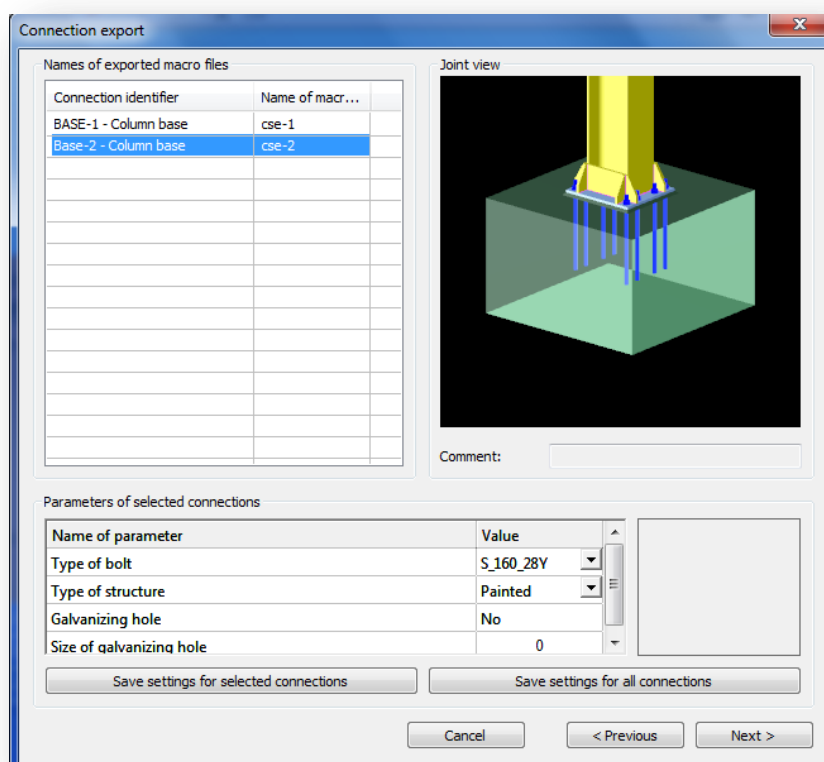 Connection export
Names of exported macro files
Connection identifier Name of macr...
BASE-1 - Column base cse-1
Base-2 - Column base cse-2
Joint view
Comment:
Parameters of selected connections
Name of parameter Value
Type of bolt S_160_28Y
Type of structure Painted
Galvanizing hole No
Size of galvanizing hole 0
Save settings for selected connections Save settings for all connections
Cancel < Previous Next >